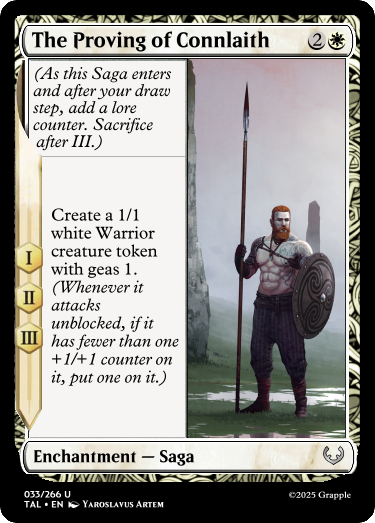 The Proving of Connlaith 2
(As this Saga enters
and after your draw
step, add a lore
counter. Sacrifice
after III.)
I
II
III
Create a 1/1
white Warrior
creature token
with geas 1.
(Whenever it
attacks
unblocked, if it
has fewer than one
+1/+1 counter on
it, put one on it.)
Enchantment — Saga
033/266 U
TAL • EN Yaroslavus Artem
©2025 Grapple